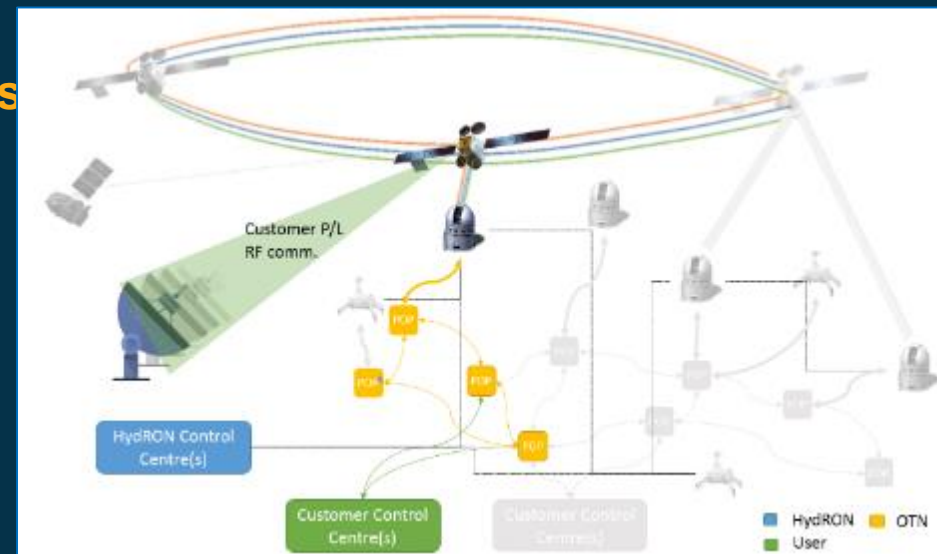 s
Customer P/L
RF comm.
POP
POP
POP
POP
HydRON Control
Centre(s)
Customer Control
Centre(s)
Customer Control
Centre(s)
HydRON
OTN
User